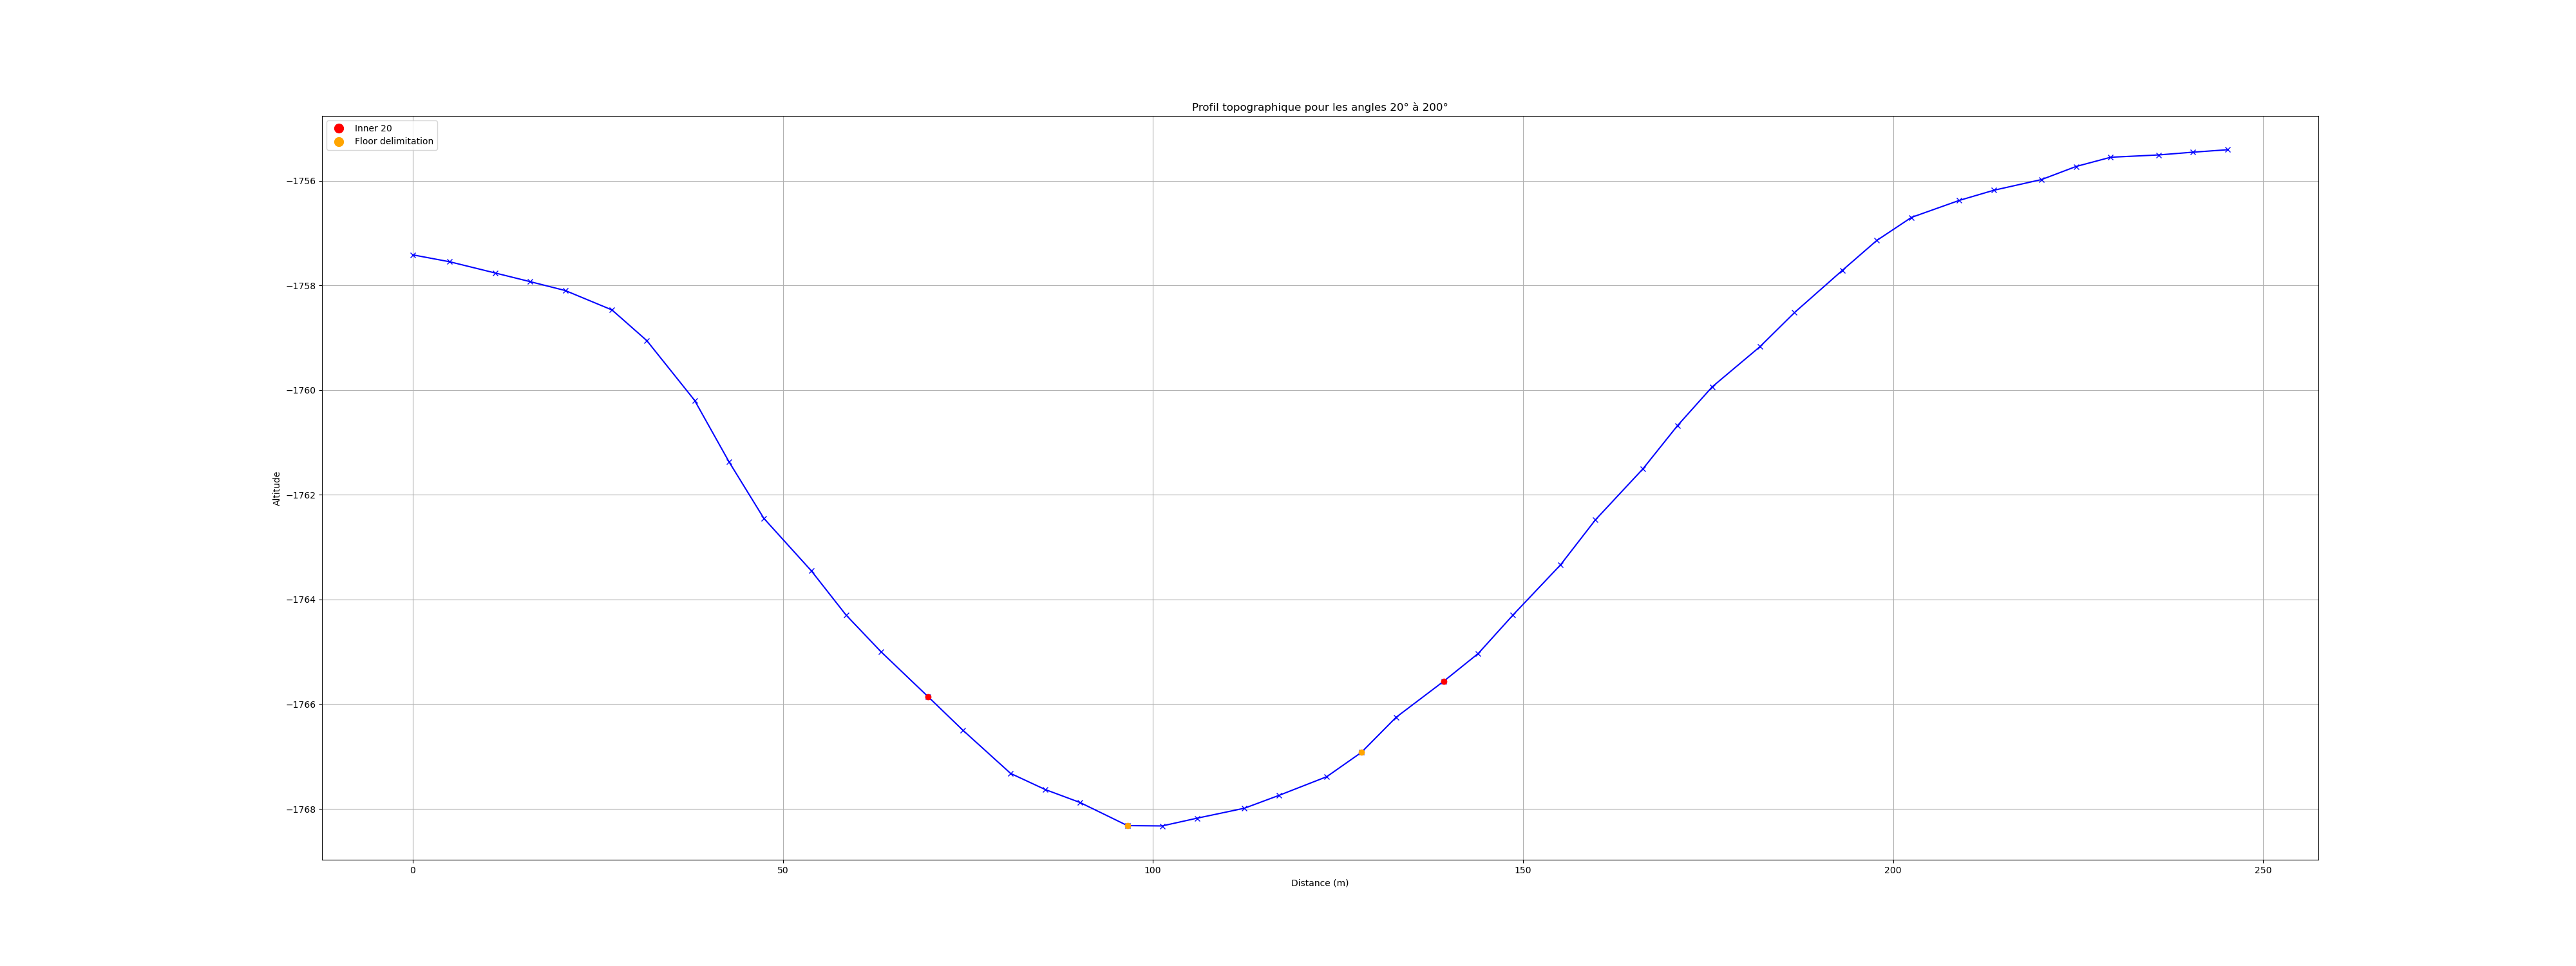 Profil topographique pour les angles 20° à 200°
Inner 20
Floor delimitation
−1756
−1758
−1760
−1762
−1764
−1766
−1768
Altitude
0 50 100 150 200 250
Distance (m)